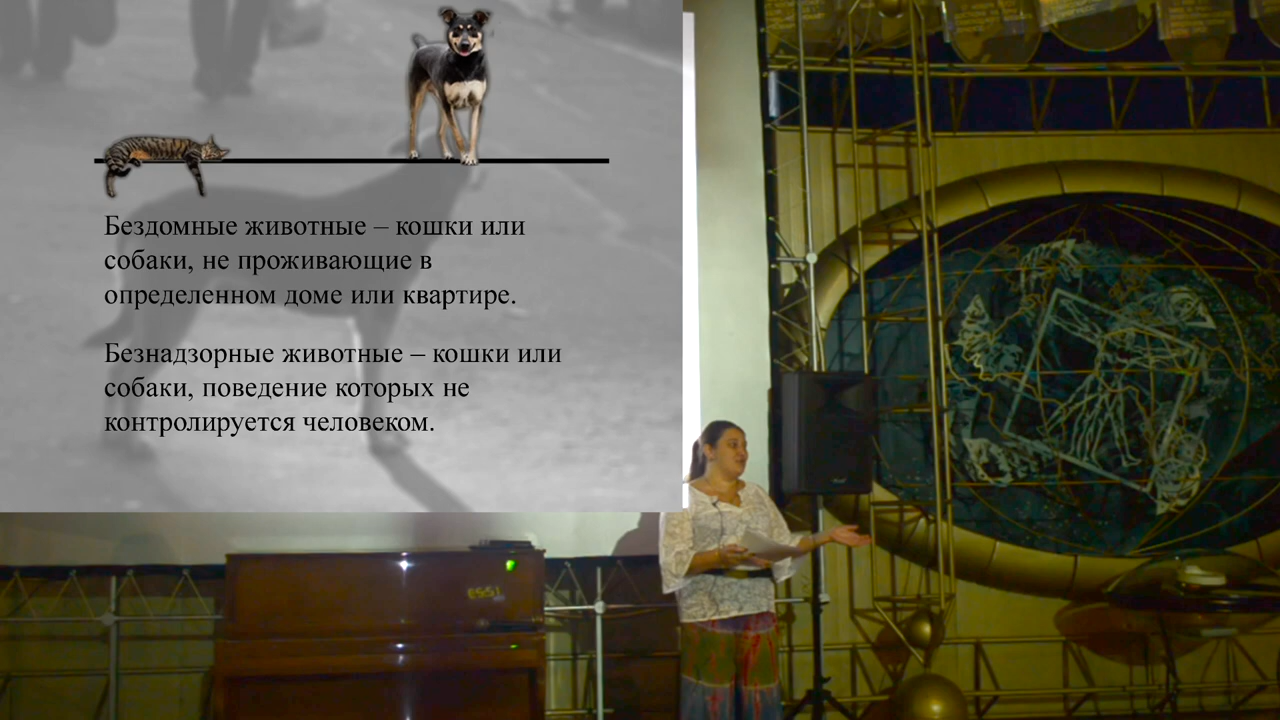 Бездомные животные – кошки или
собаки, не проживающие в
определенном доме или квартире.
Безнадзорные животные – кошки или
собаки, поведение которых не
контролируется человеком.